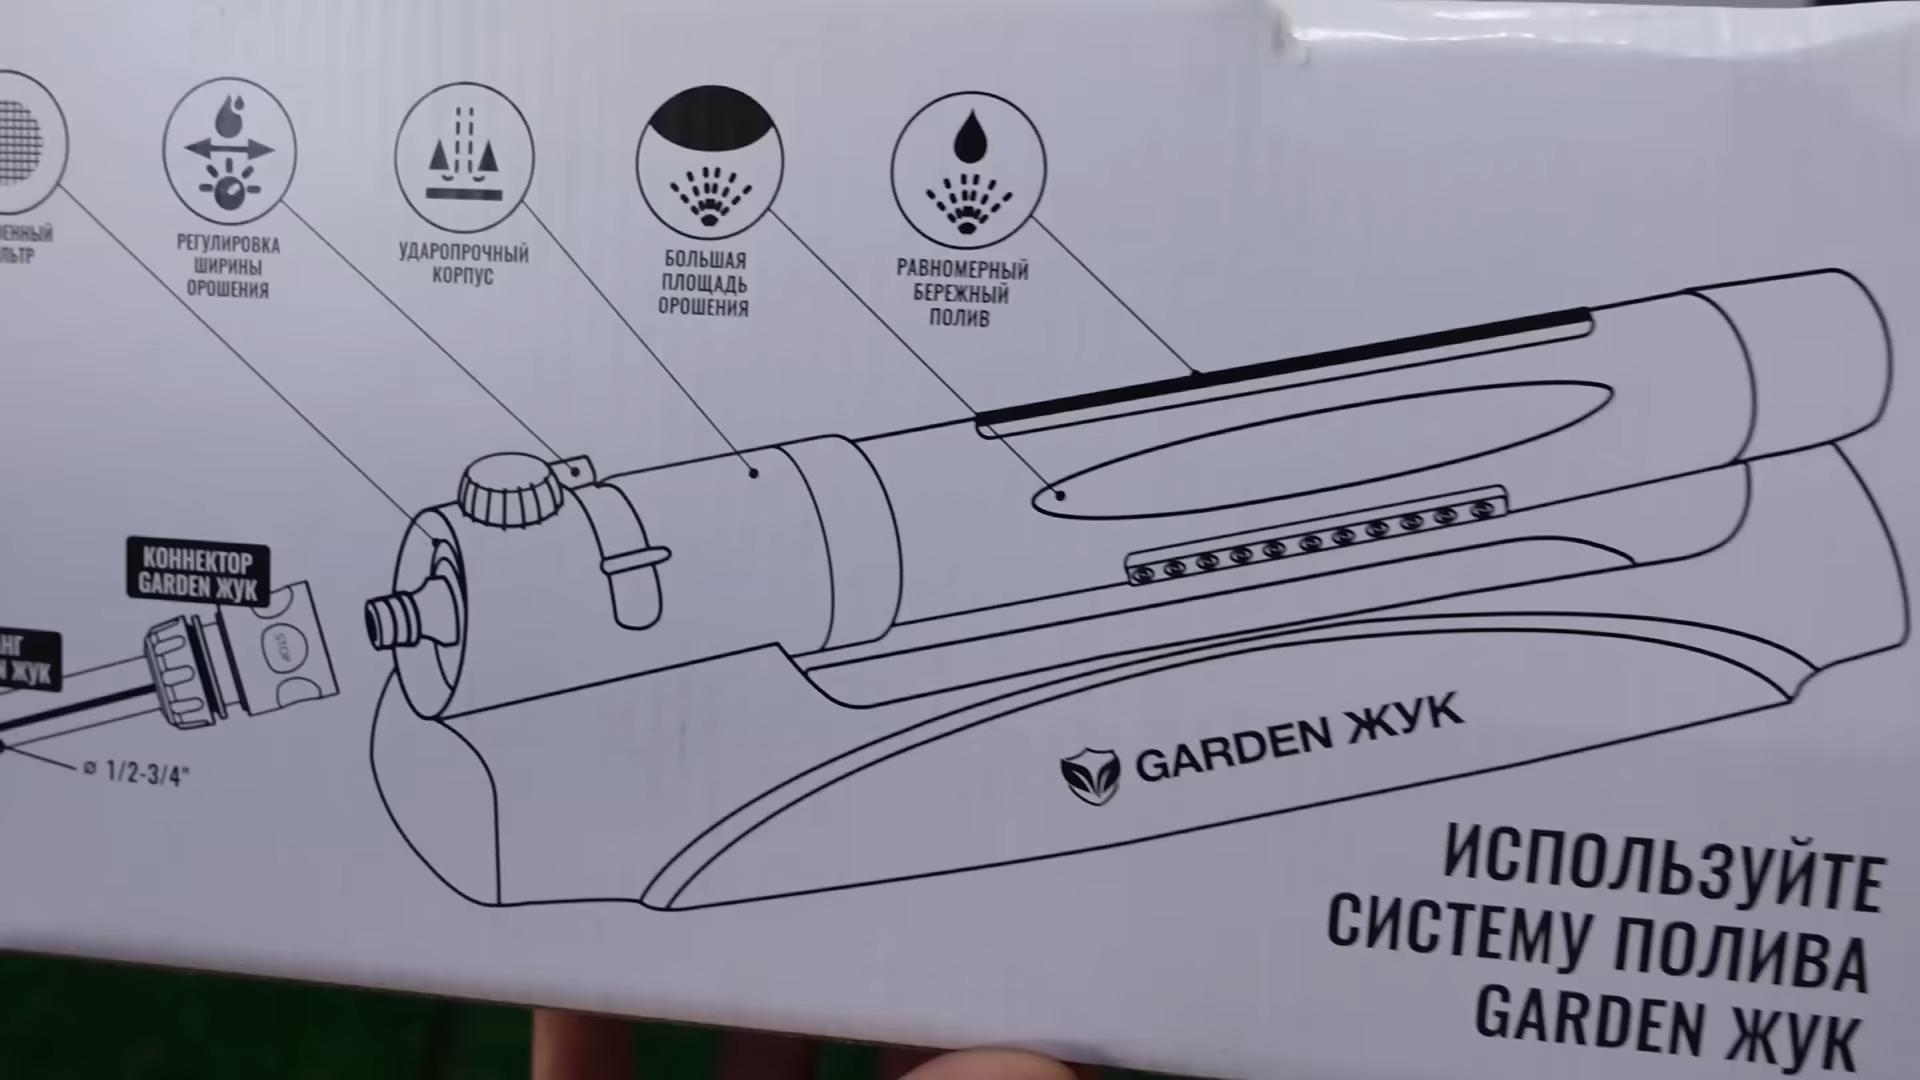 РЕГУЛИРОВКА
ШИРИНЫ
ОРОШЕНИЯ
УДАРОПРОЧНЫЙ
КОРПУС
БОЛЬШАЯ
ПЛОЩАДЬ
ОРОШЕНИЯ
РАВНОМЕРНЫЙ
БЕРЕЖНЫЙ
ПОЛИВ
КОННЕКТОР
GARDEN ЖУК
STOP
ЖУК
ø 1/2-3/4"
GARDEN ЖУК
ИСПОЛЬЗУЙТЕ
СИСТЕМУ ПОЛИВА
GARDEN ЖУК